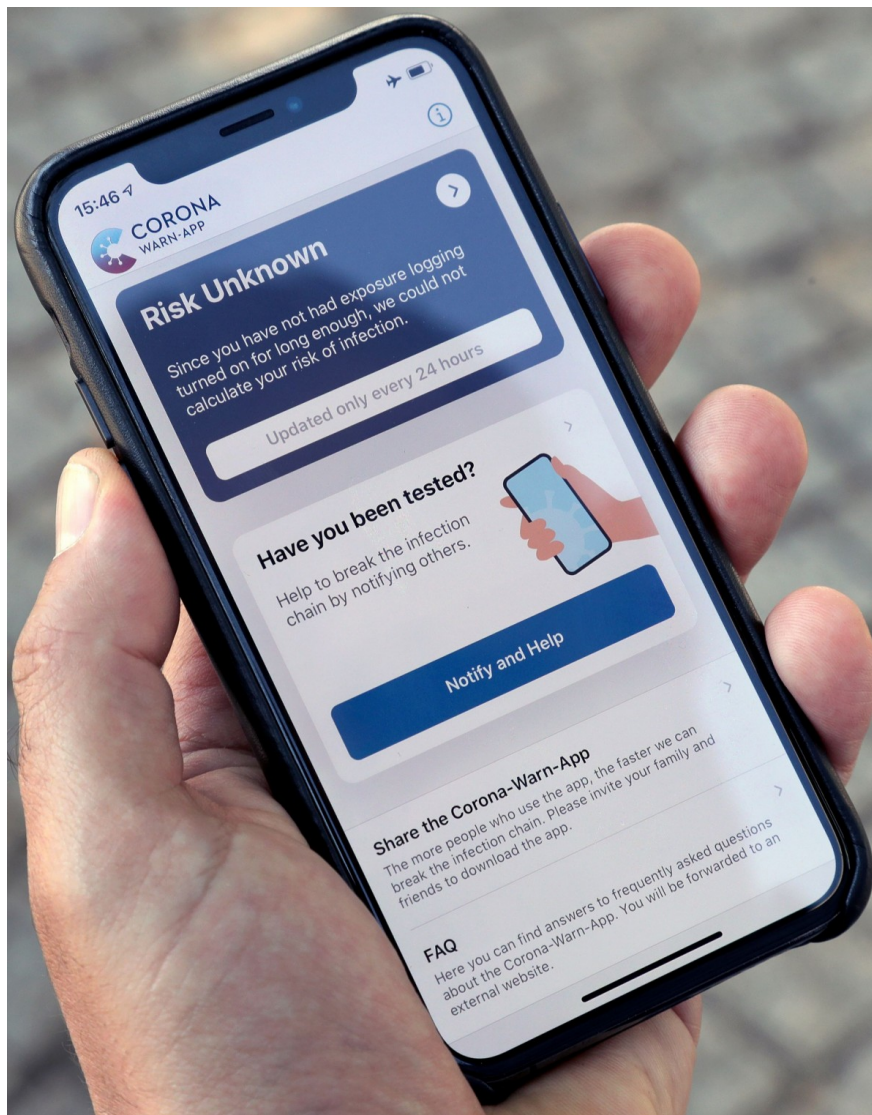 15:46
CORONA
WARN-APP
Risk Unknown
Since you have not had exposure logging
turned on for long enough, we could not
calculate your risk of infection.
Updated only every 24 hours
Have you been tested?
Help to break the infection
chain by notifying others.
Notify and Help
Share the Corona-Warn-App
The more people who use the app, the faster we can
break the infection chain. Please invite your family and
friends to download the app.
FAQ
Here you can find answers to frequently asked questions
about the Corona-Warn-App. You will be forwarded to an
external website.